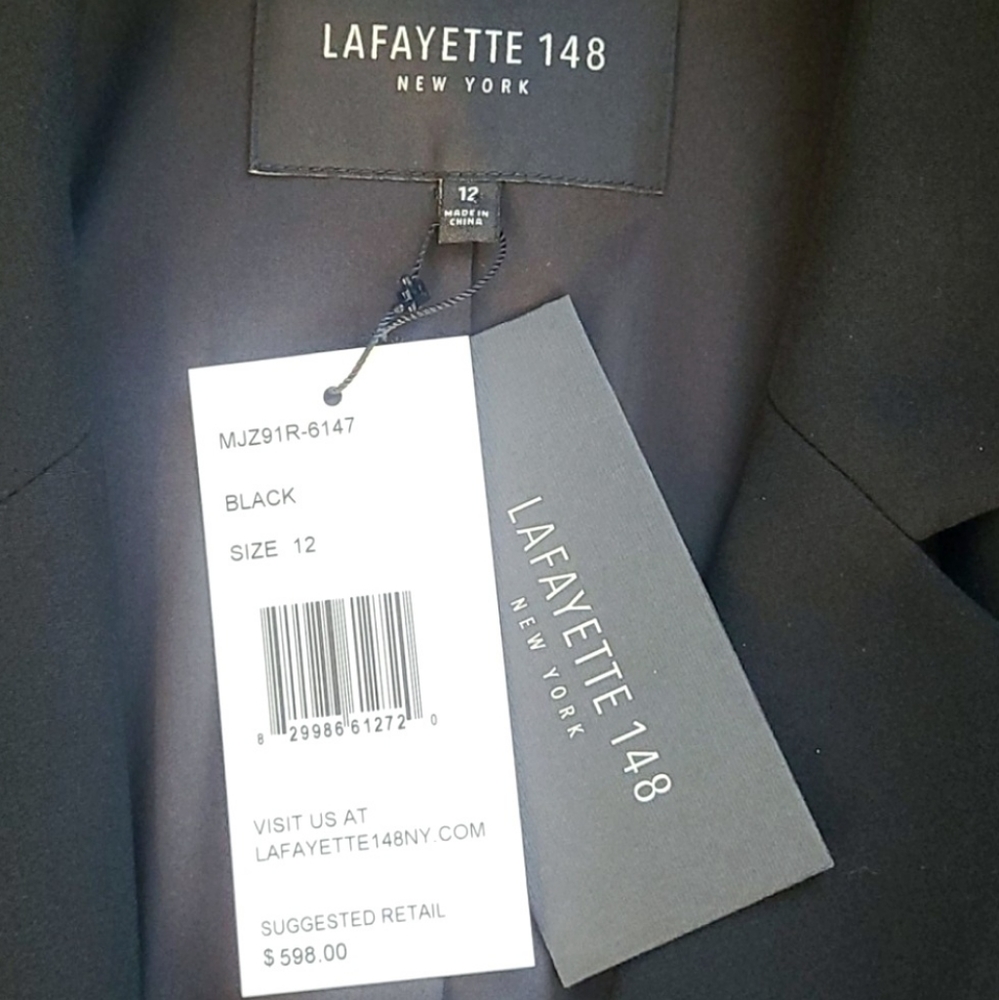 LAFAYETTE 148
NEW YORK
12
MADE IN
CHINA
MJZ91R-6147
BLACK
SIZE 12
8 29986 61272 0
VISIT US AT
LAFAYETTE148NY.COM
SUGGESTED RETAIL
$598.00
LAFAYETTE 148
NEW YORK